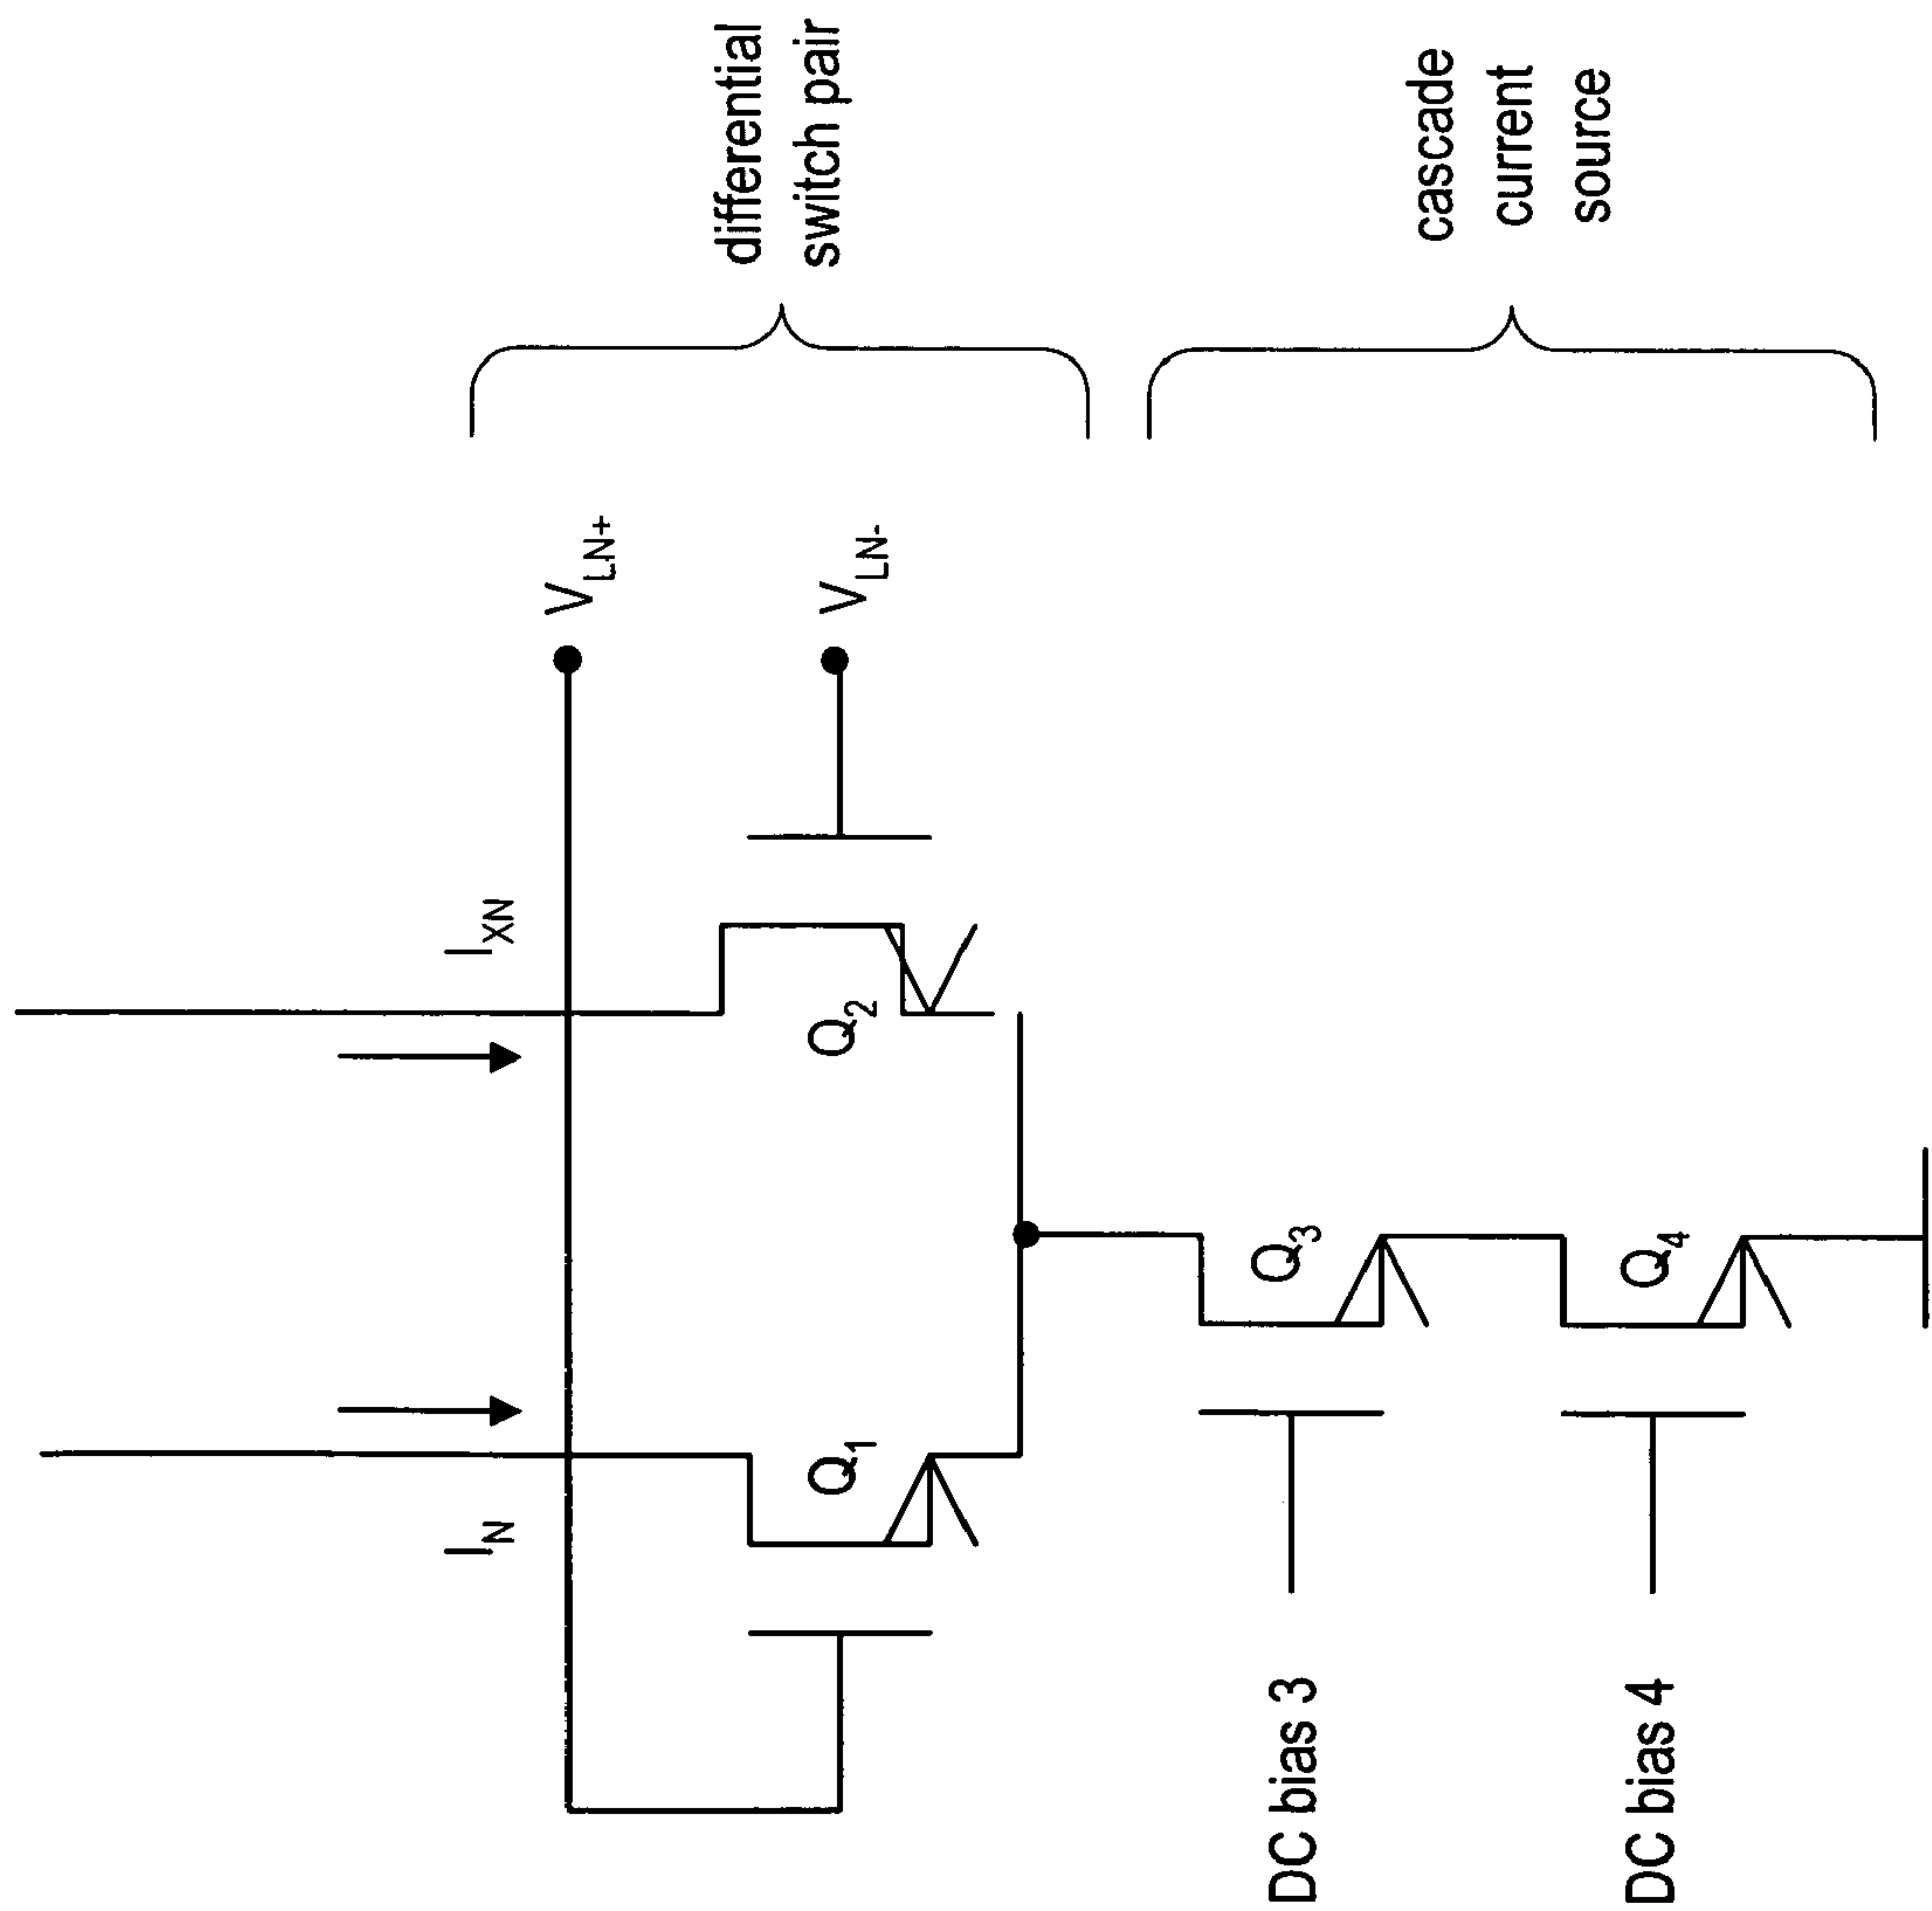 I_N
I_XN
V_LN+
differential
switch pair
Q_1
Q_2
V_LN-
DC bias 3
Q_3
cascade
current
source
DC bias 4
Q_4